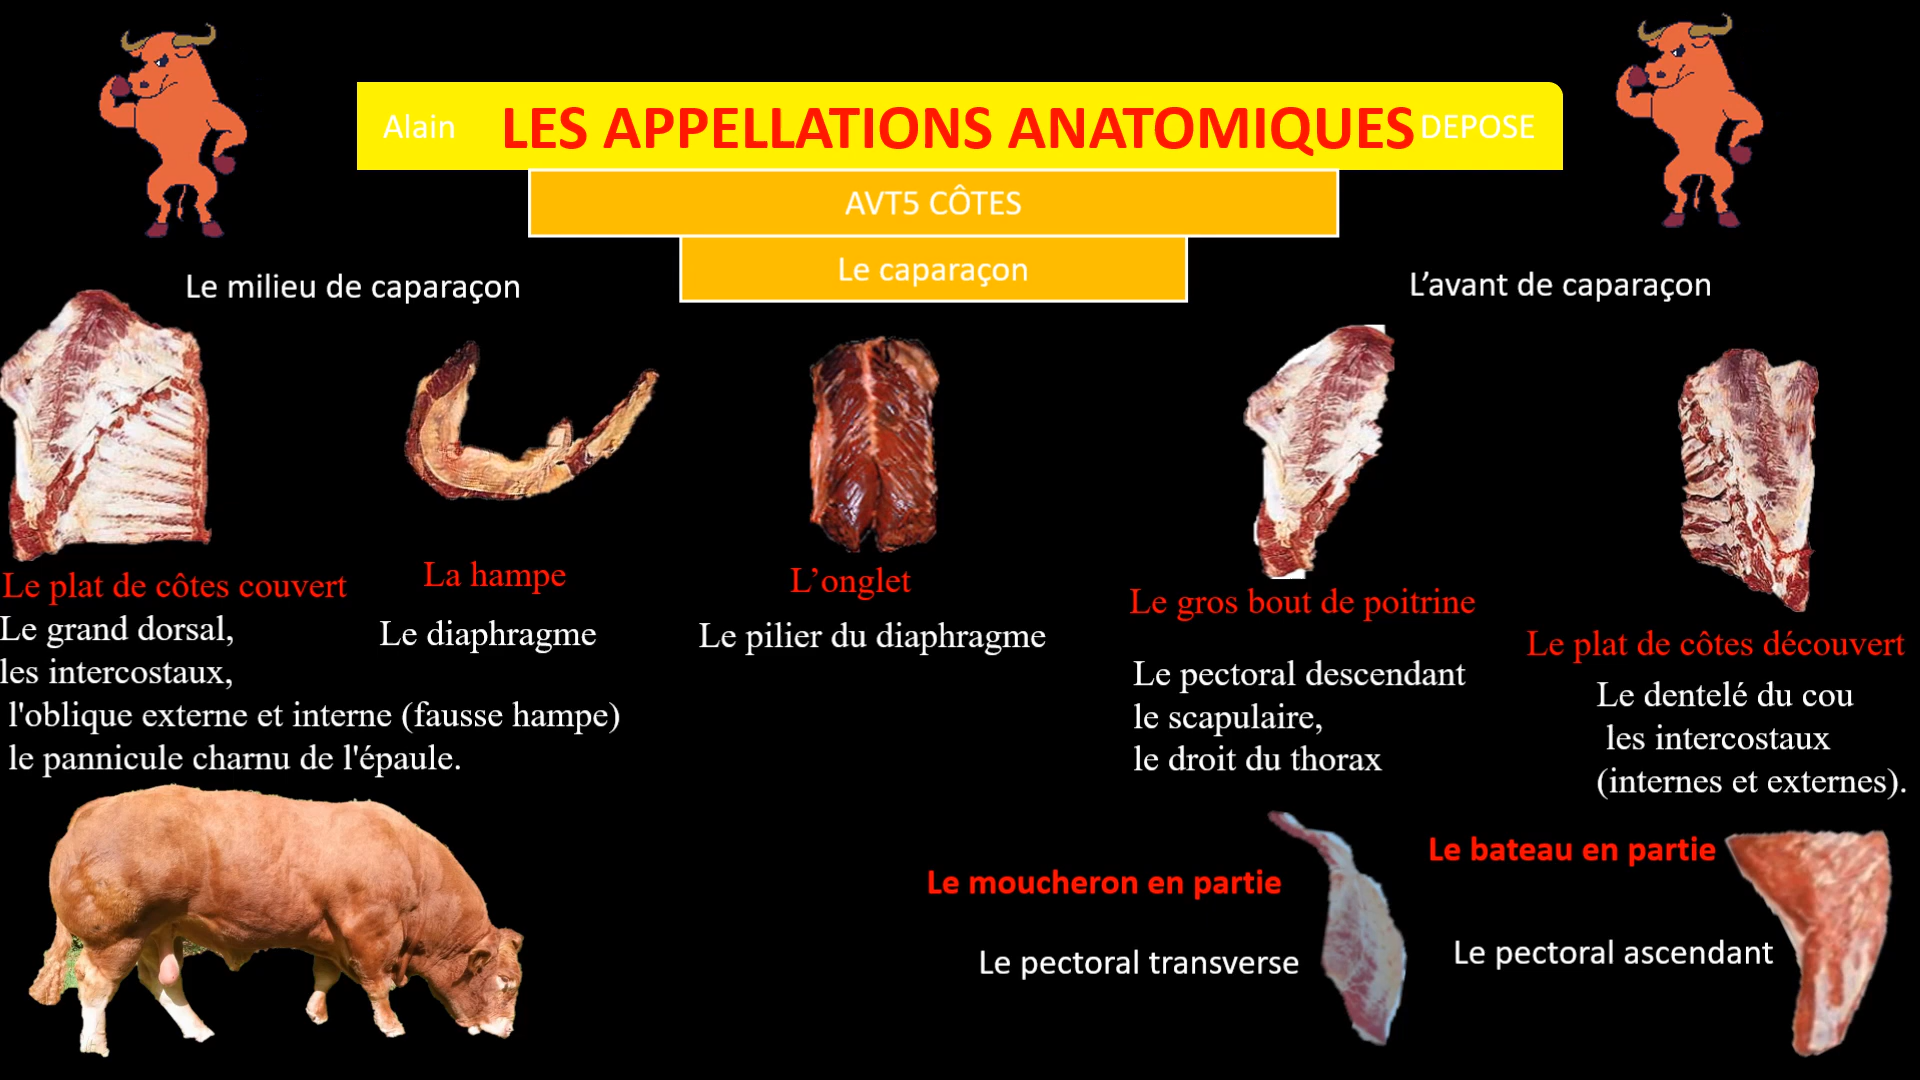 Alain LES APPELLATIONS ANATOMIQUES DEPOSE
AVT5 CÔTES
Le caparaçon
Le milieu de caparaçon
L’avant de caparaçon
Le plat de côtes couvert
Le grand dorsal,
les intercostaux,
l'oblique externe et interne (fausse hampe)
le pannicule charnu de l'épaule.
La hampe
Le diaphragme
L’onglet
Le pilier du diaphragme
Le gros bout de poitrine
Le pectoral descendant
le scapulaire,
le droit du thorax
Le plat de côtes découvert
Le dentelé du cou
les intercostaux
(internes et externes).
Le moucheron en partie
Le pectoral transverse
Le bateau en partie
Le pectoral ascendant